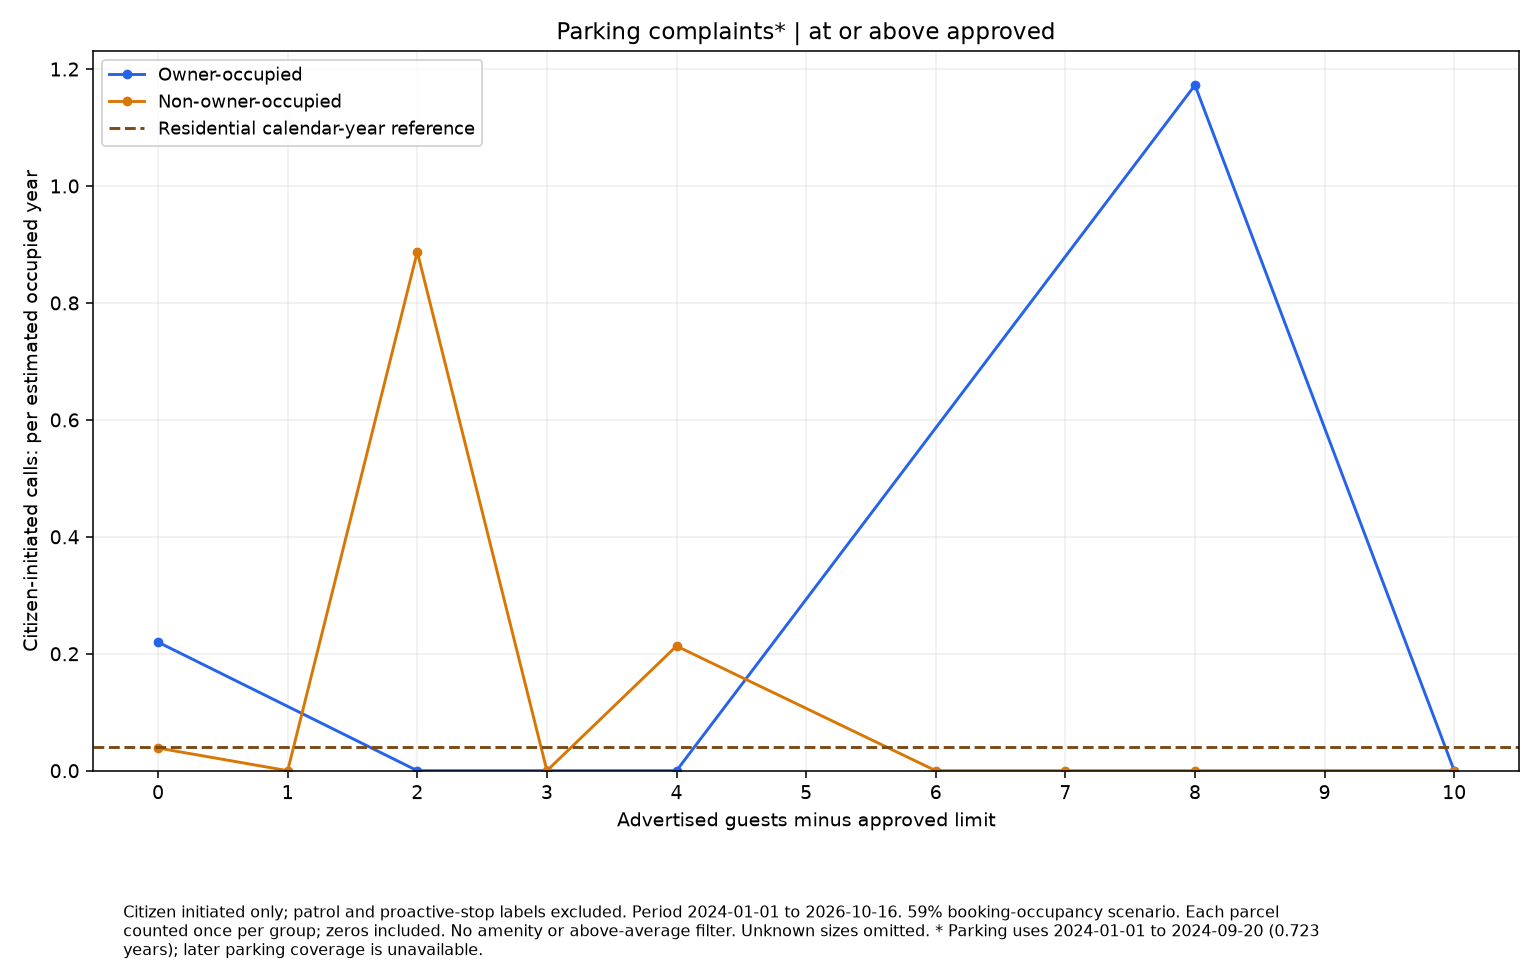 Parking complaints* | at or above approved
Owner-occupied
Non-owner-occupied
Residential calendar-year reference
Citizen-initiated calls: per estimated occupied year
1.2
1.0
0.8
0.6
0.4
0.2
0.0
0 1 2 3 4 5 6 7 8 9 10
Advertised guests minus approved limit
Citizen initiated only; patrol and proactive-stop labels excluded. Period 2024-01-01 to 2026-10-16. 59% booking-occupancy scenario. Each parcel
counted once per group; zeros included. No amenity or above-average filter. Unknown sizes omitted. * Parking uses 2024-01-01 to 2024-09-20 (0.723
years); later parking coverage is unavailable.